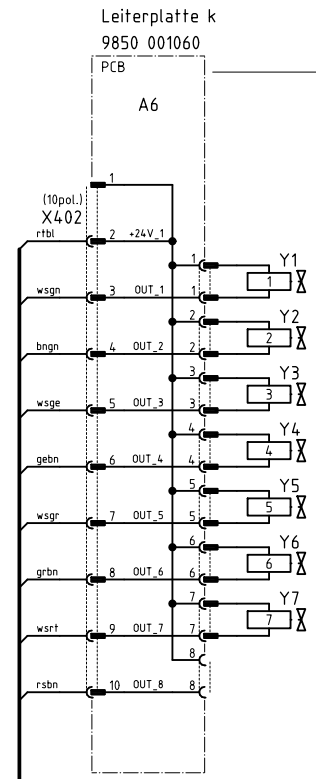 Leiterplatte k
9850 001060
PCB
A6
1
(10pol.)
X402
rtbl 2 +24V_1
1 Y1
1
wsgn 3 OUT_1 1
2 Y2
2
bngn 4 OUT_2 2
3 Y3
3
wsge 5 OUT_3 3
4 Y4
4
gebn 6 OUT_4 4
5 Y5
5
wsgr 7 OUT_5 5
6 Y6
6
grbn 8 OUT_6 6
7 Y7
7
wsrt 9 OUT_7 7
8
rsbn 10 OUT_8 8